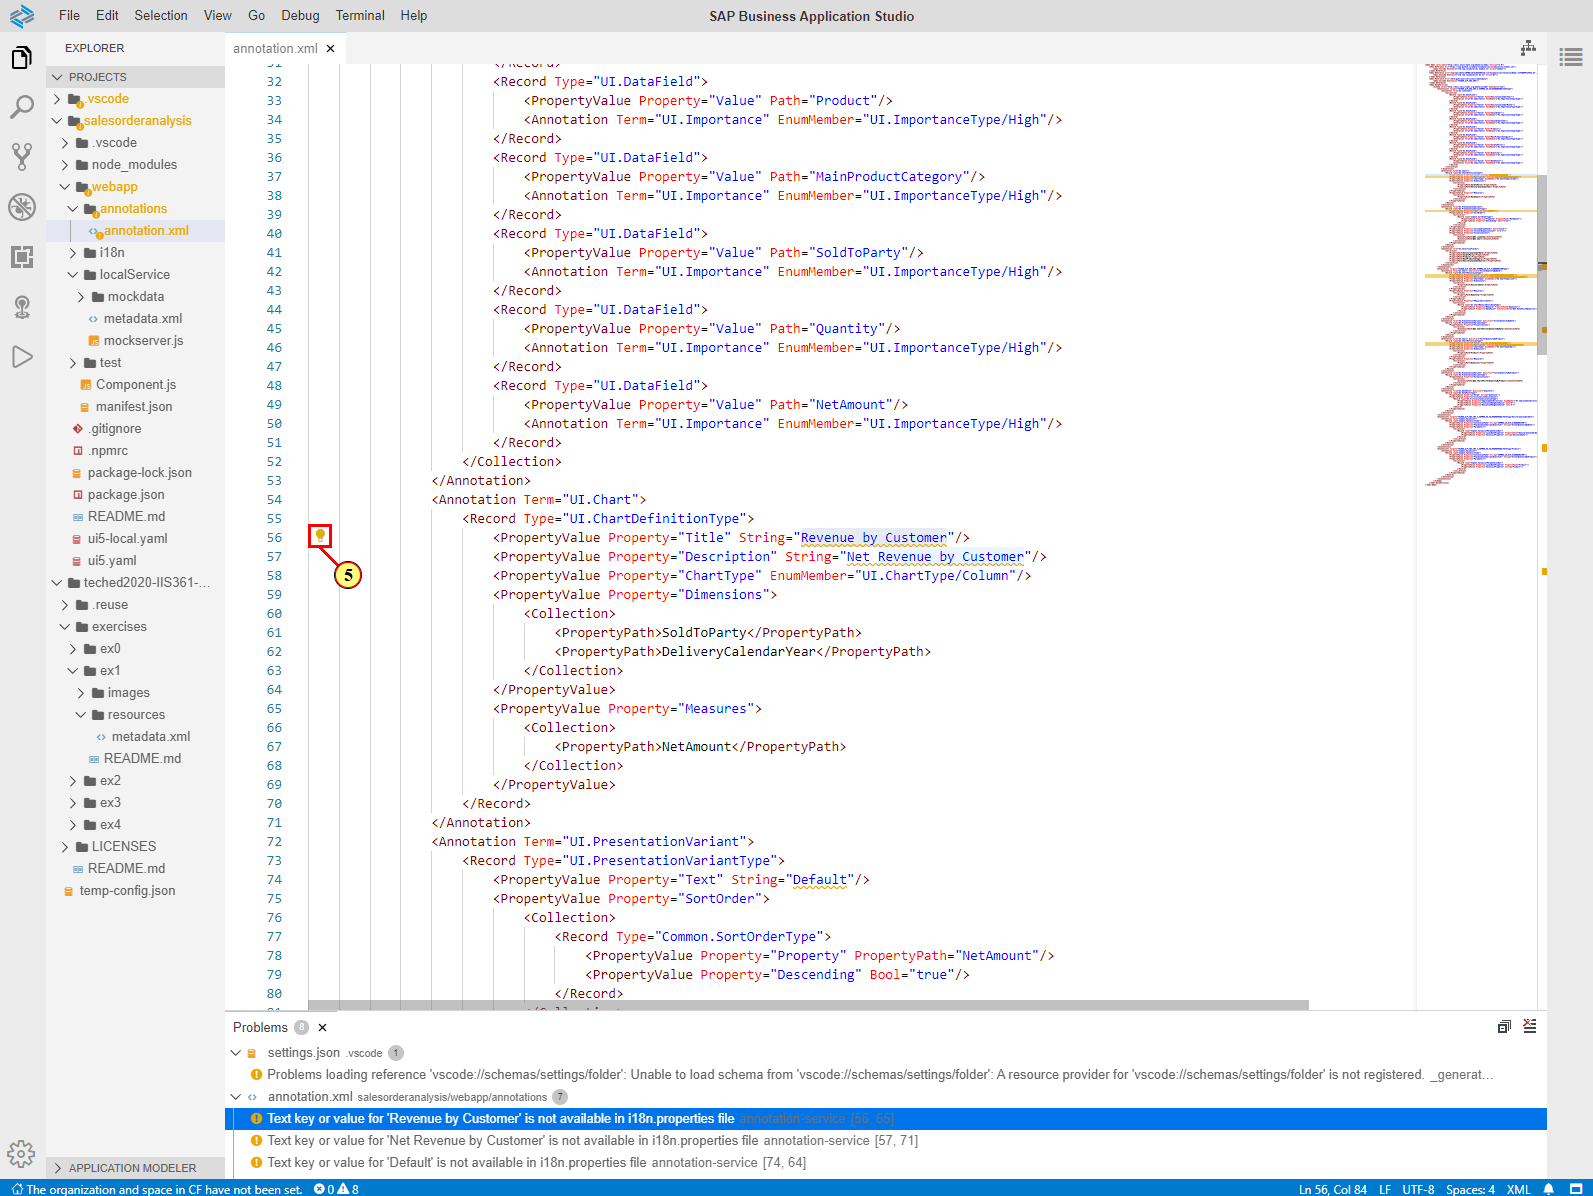 File Edit Selection View Go Debug Terminal Help
SAP Business Application Studio
EXPLORER
PROJECTS
.vscode
salesorderanalysis
.vscode
node_modules
webapp
annotations
annotation.xml
i18n
localService
mockdata
metadata.xml
mockserver.js
test
Component.js
manifest.json
.gitignore
.npmrc
package-lock.json
package.json
README.md
ui5-local.yaml
ui5.yaml
teched2020-IIS361-...
.reuse
exercises
ex0
ex1
images
resources
metadata.xml
README.md
ex2
ex3
ex4
LICENSES
README.md
temp-config.json
APPLICATION MODELER
annotation.xml
31 </Record>
32 <Record Type="UI.DataField">
33 <PropertyValue Property="Value" Path="Product"/>
34 <Annotation Term="UI.Importance" EnumMember="UI.ImportanceType/High"/>
35 </Record>
36 <Record Type="UI.DataField">
37 <PropertyValue Property="Value" Path="MainProductCategory"/>
38 <Annotation Term="UI.Importance" EnumMember="UI.ImportanceType/High"/>
39 </Record>
40 <Record Type="UI.DataField">
41 <PropertyValue Property="Value" Path="SoldToParty"/>
42 <Annotation Term="UI.Importance" EnumMember="UI.ImportanceType/High"/>
43 </Record>
44 <Record Type="UI.DataField">
45 <PropertyValue Property="Value" Path="Quantity"/>
46 <Annotation Term="UI.Importance" EnumMember="UI.ImportanceType/High"/>
47 </Record>
48 <Record Type="UI.DataField">
49 <PropertyValue Property="Value" Path="NetAmount"/>
50 <Annotation Term="UI.Importance" EnumMember="UI.ImportanceType/High"/>
51 </Record>
52 </Collection>
53 </Annotation>
54 <Annotation Term="UI.Chart">
55 <Record Type="UI.ChartDefinitionType">
56 <PropertyValue Property="Title" String="Revenue by Customer"/>
57 <PropertyValue Property="Description" String="Net Revenue by Customer"/>
5
58 <PropertyValue Property="ChartType" EnumMember="UI.ChartType/Column"/>
59 <PropertyValue Property="Dimensions">
60 <Collection>
61 <PropertyPath>SoldToParty</PropertyPath>
62 <PropertyPath>DeliveryCalendarYear</PropertyPath>
63 </Collection>
64 </PropertyValue>
65 <PropertyValue Property="Measures">
66 <Collection>
67 <PropertyPath>NetAmount</PropertyPath>
68 </Collection>
69 </PropertyValue>
70 </Record>
71 </Annotation>
72 <Annotation Term="UI.PresentationVariant">
73 <Record Type="UI.PresentationVariantType">
74 <PropertyValue Property="Text" String="Default"/>
75 <PropertyValue Property="SortOrder">
76 <Collection>
77 <Record Type="Common.SortOrderType">
78 <PropertyValue Property="Property" PropertyPath="NetAmount"/>
79 <PropertyValue Property="Descending" Bool="true"/>
80 </Record>
81 </Collection>
Problems 8
settings.json .vscode 1
Problems loading reference 'vscode://schemas/settings/folder': Unable to load schema from 'vscode://schemas/settings/folder': A resource provider for 'vscode://schemas/settings/folder' is not registered. _generat...
annotation.xml salesorderanalysis/webapp/annotations 7
Text key or value for 'Revenue by Customer' is not available in i18n.properties file annotation-service [56, 65]
Text key or value for 'Net Revenue by Customer' is not available in i18n.properties file annotation-service [57, 71]
Text key or value for 'Default' is not available in i18n.properties file annotation-service [74, 64]
The organization and space in CF have not been set. 0 8
Ln 56, Col 84 LF UTF-8 Spaces: 4 XML